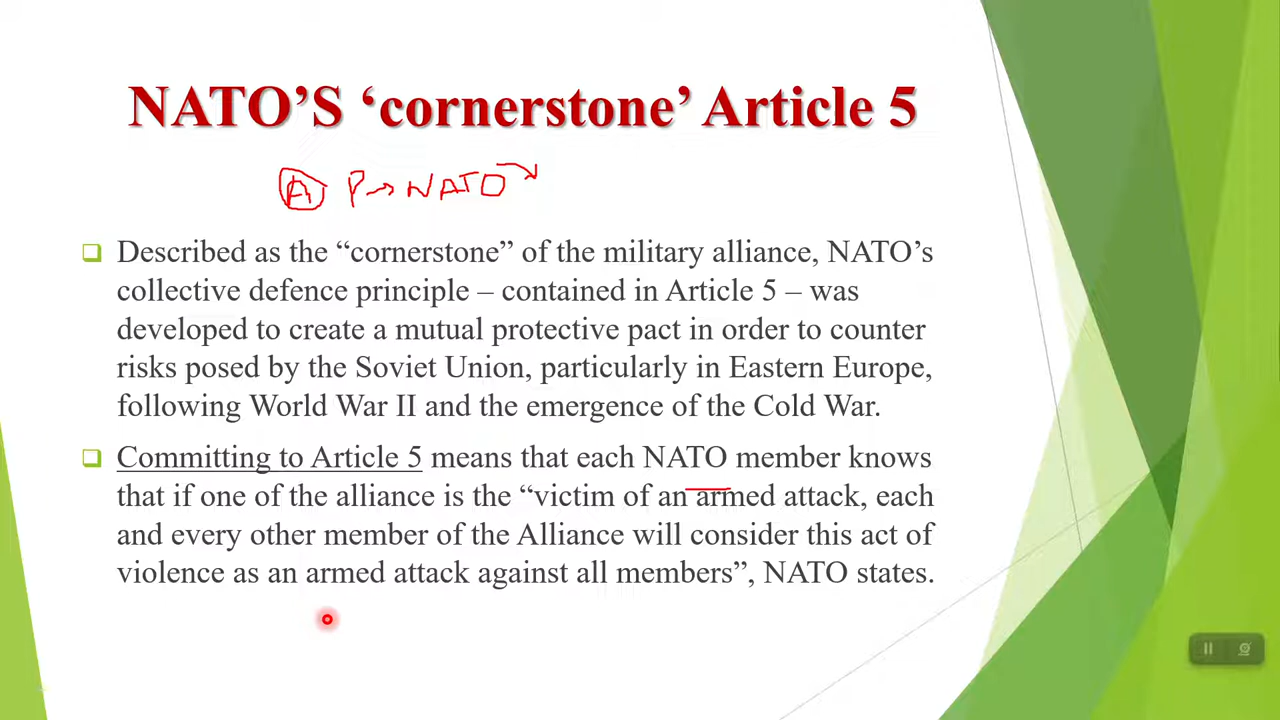 NATO’S ‘cornerstone’ Article 5
A P → NATO
Described as the “cornerstone” of the military alliance, NATO’s
collective defence principle – contained in Article 5 – was
developed to create a mutual protective pact in order to counter
risks posed by the Soviet Union, particularly in Eastern Europe,
following World War II and the emergence of the Cold War.
Committing to Article 5 means that each NATO member knows
that if one of the alliance is the “victim of an armed attack, each
and every other member of the Alliance will consider this act of
violence as an armed attack against all members”, NATO states.